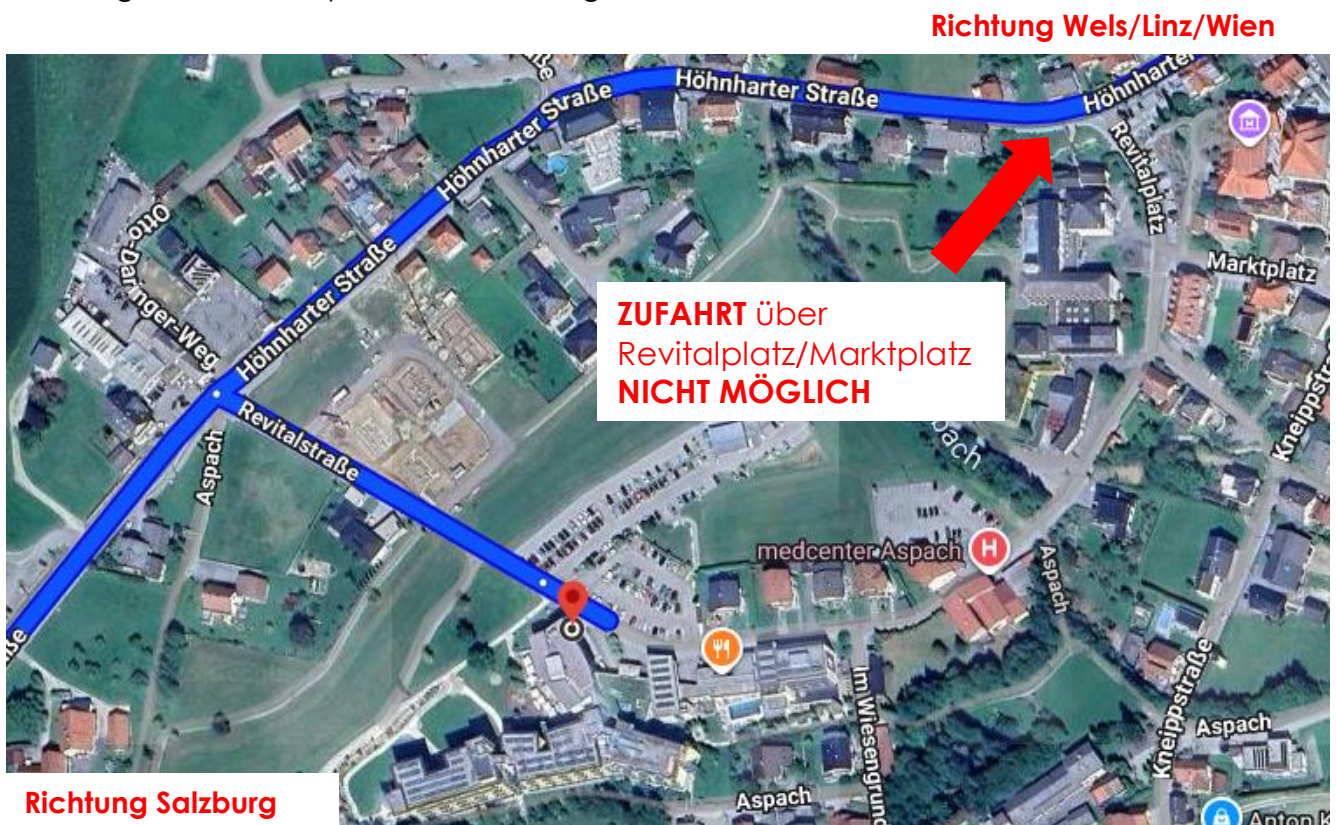 Richtung Wels/Linz/Wien
Höhnharter Straße
Höhnharter
Höhnharter Straße
Revitalplatz
Otto-Daringer-Weg
Marktplatz
ZUFAHRT über
Revitalplatz/Marktplatz
NICHT MÖGLICH
Höhnharter Straße
Kneippstraße
Revitalstraße
Aspach
medcenter Aspach
H
Aspach
Im Wiesengrund
Kneippstraße
Aspach
Richtung Salzburg
Aspach
Anton K